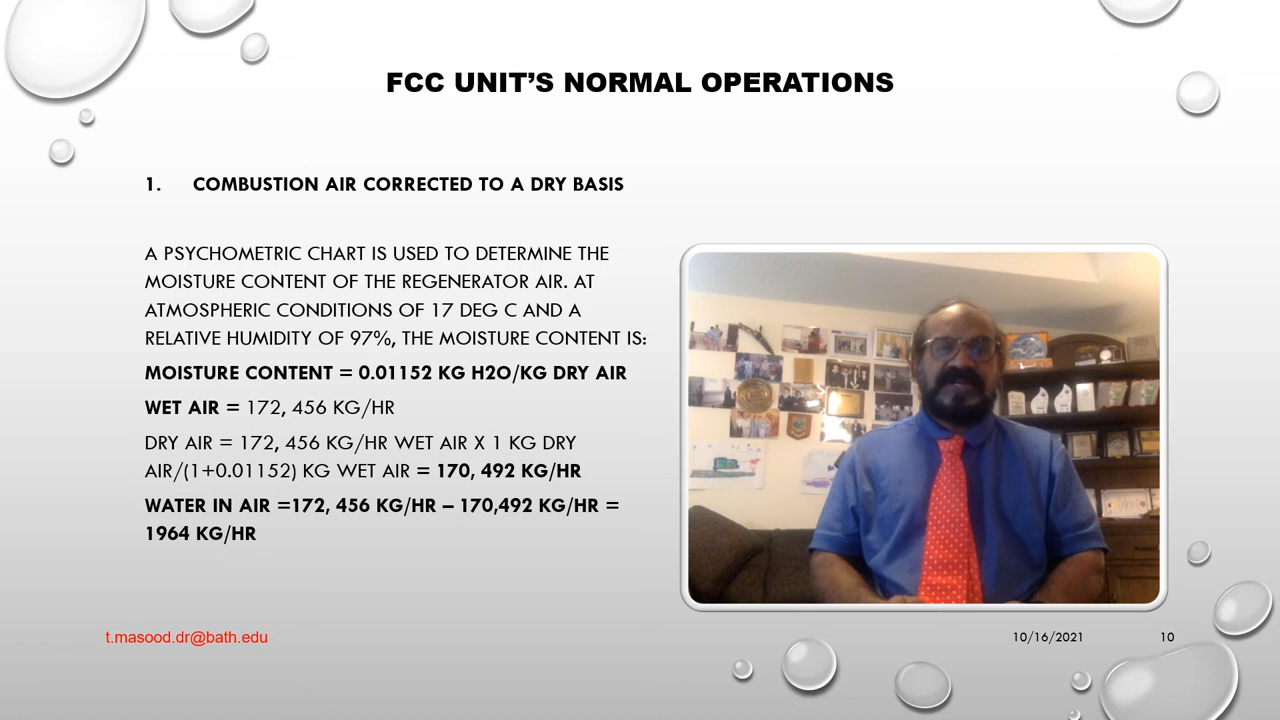 FCC UNIT’S NORMAL OPERATIONS
1. COMBUSTION AIR CORRECTED TO A DRY BASIS
A PSYCHOMETRIC CHART IS USED TO DETERMINE THE
MOISTURE CONTENT OF THE REGENERATOR AIR. AT
ATMOSPHERIC CONDITIONS OF 17 DEG C AND A
RELATIVE HUMIDITY OF 97%, THE MOISTURE CONTENT IS:
MOISTURE CONTENT = 0.01152 KG H2O/KG DRY AIR
WET AIR = 172, 456 KG/HR
DRY AIR = 172, 456 KG/HR WET AIR X 1 KG DRY
AIR/(1+0.01152) KG WET AIR = 170, 492 KG/HR
WATER IN AIR =172, 456 KG/HR – 170,492 KG/HR =
1964 KG/HR
t.masood.dr@bath.edu
10/16/2021
10